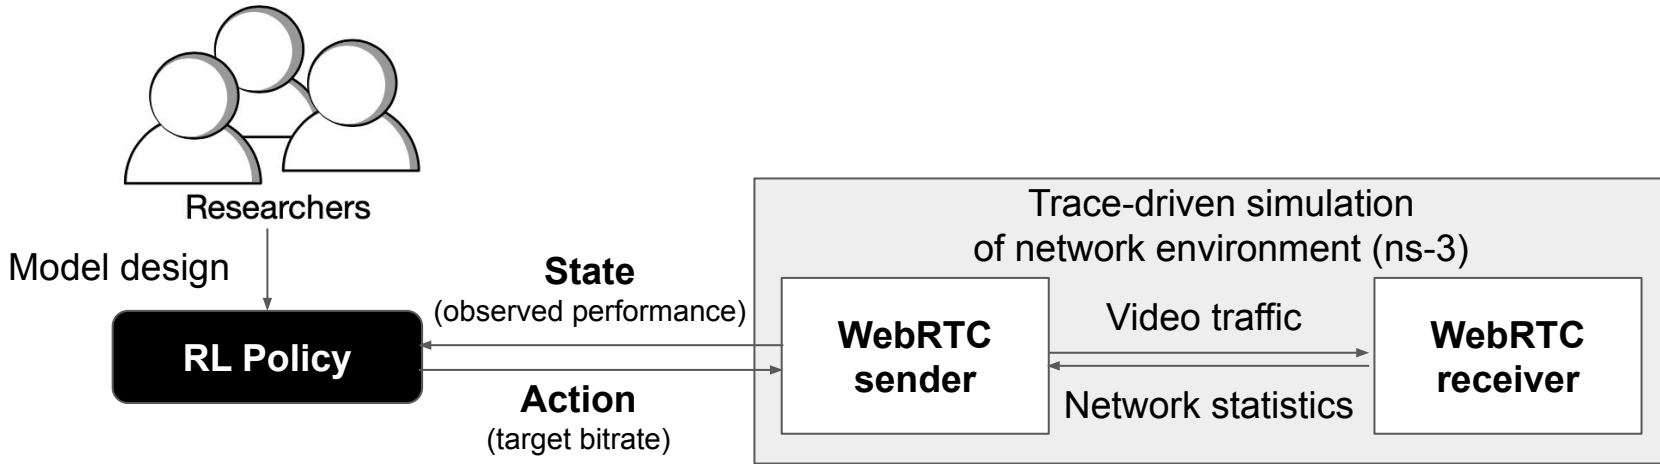 Researchers
Model design
RL Policy
State
(observed performance)
Action
(target bitrate)
Trace-driven simulation
of network environment (ns-3)
WebRTC
sender
Video traffic
Network statistics
WebRTC
receiver